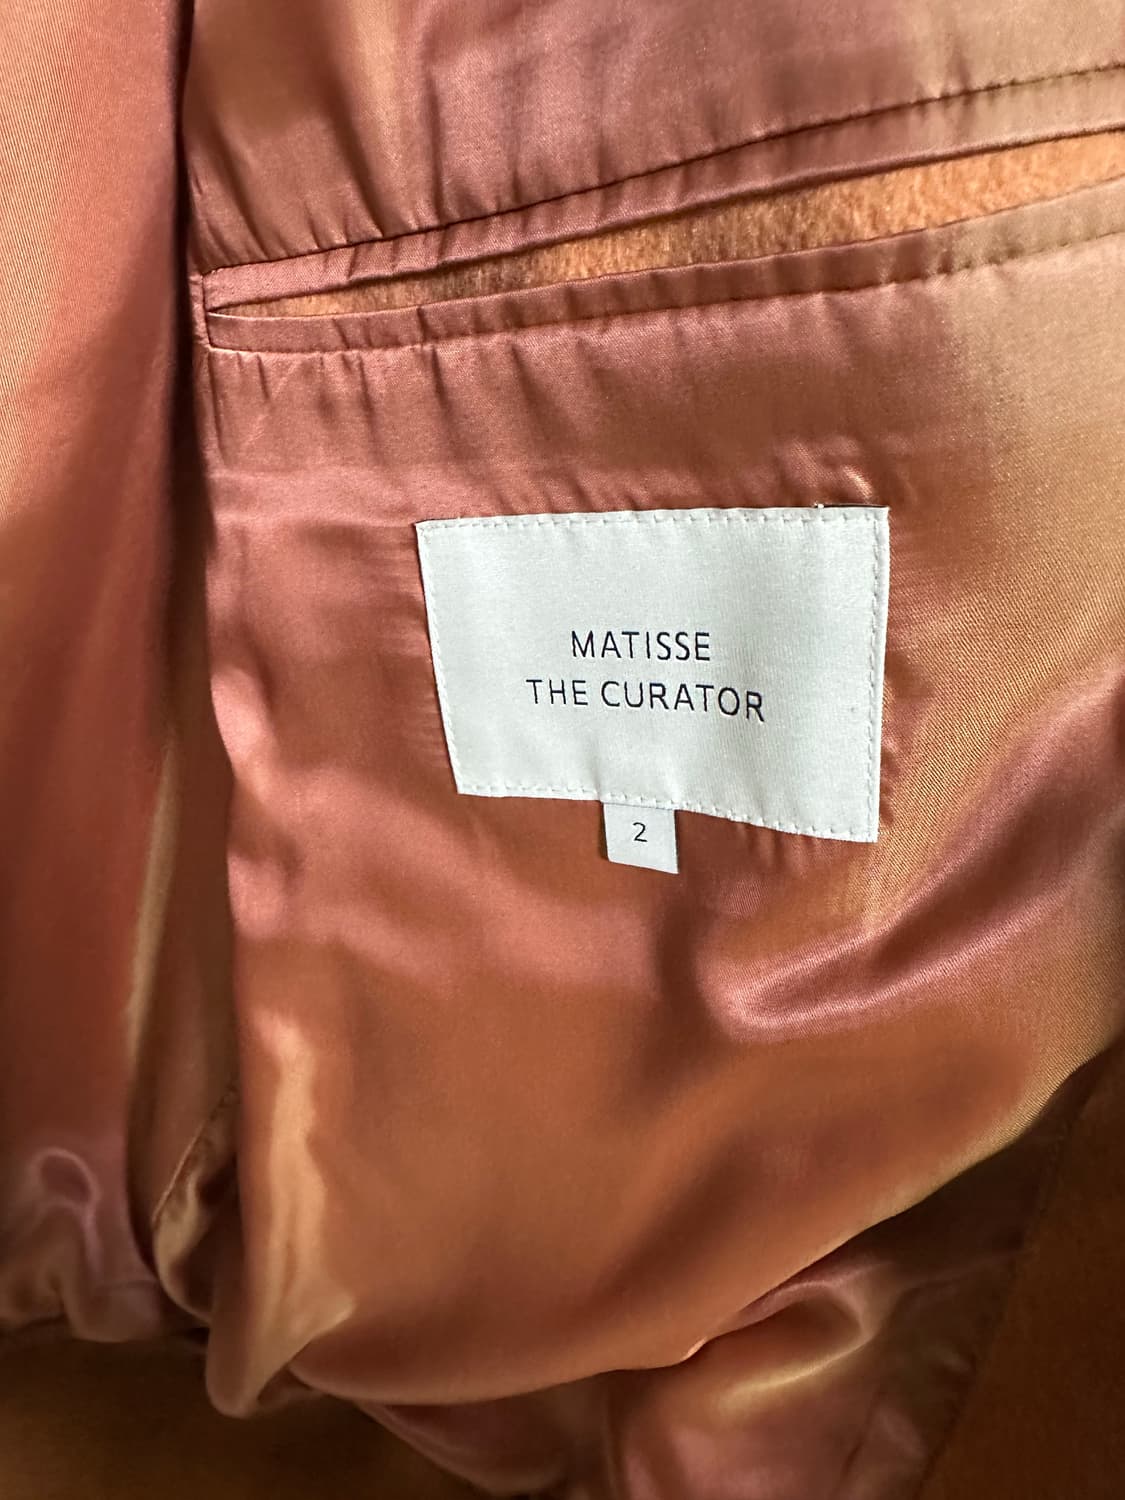 MATISSE
THE CURATOR
2